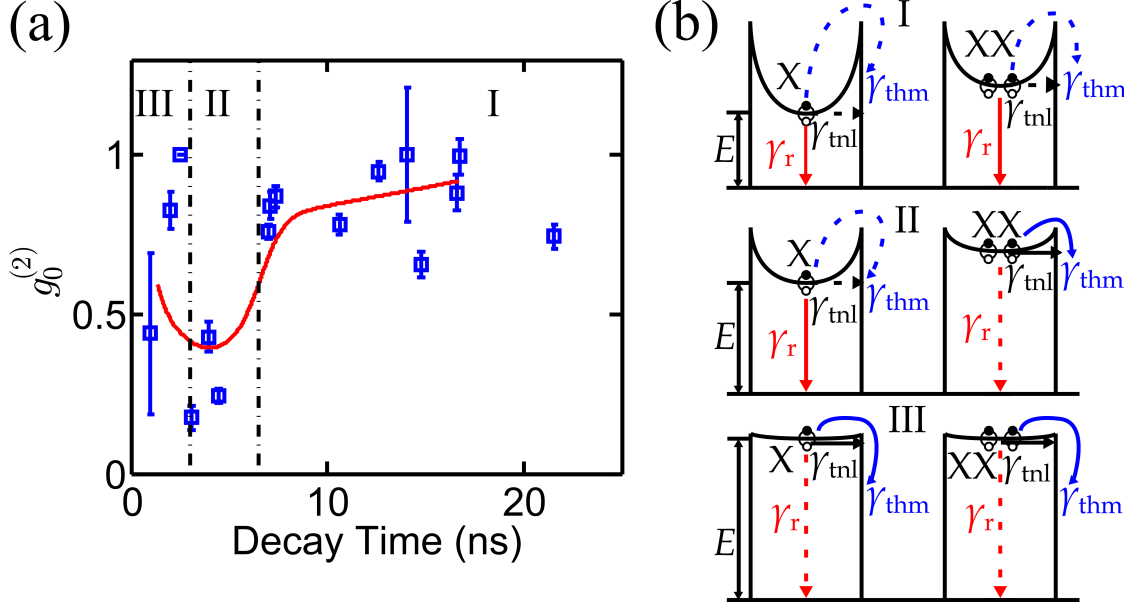 (a)
III II I
1
0.5
0
0 10 20
g₀⁽²⁾
Decay Time (ns)
(b)
I
X γthm
γtnl
γr
E
XX γthm
γtnl
γr
II
X γthm
γtnl
γr
E
XX γthm
γtnl
γr
III
X γtnl
γthm
γr
E
XX γtnl
γthm
γr